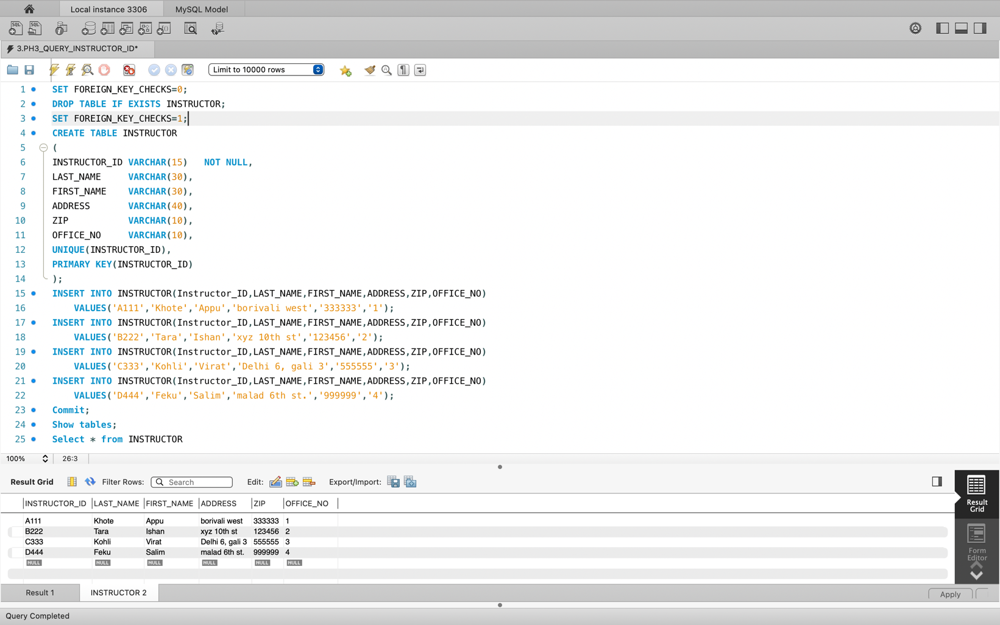 Local instance 3306 MySQL Model
SQL SQL
3.PH3_QUERY_INSTRUCTOR_ID*
Limit to 10000 rows
1 SET FOREIGN_KEY_CHECKS=0;
2 DROP TABLE IF EXISTS INSTRUCTOR;
3 SET FOREIGN_KEY_CHECKS=1;
4 CREATE TABLE INSTRUCTOR
5 (
6 INSTRUCTOR_ID VARCHAR(15) NOT NULL,
7 LAST_NAME VARCHAR(30),
8 FIRST_NAME VARCHAR(30),
9 ADDRESS VARCHAR(40),
10 ZIP VARCHAR(10),
11 OFFICE_NO VARCHAR(10),
12 UNIQUE(INSTRUCTOR_ID),
13 PRIMARY KEY(INSTRUCTOR_ID)
14 );
15 INSERT INTO INSTRUCTOR(Instructor_ID,LAST_NAME,FIRST_NAME,ADDRESS,ZIP,OFFICE_NO)
16 VALUES('A111','Khote','Appu','borivali west','333333','1');
17 INSERT INTO INSTRUCTOR(Instructor_ID,LAST_NAME,FIRST_NAME,ADDRESS,ZIP,OFFICE_NO)
18 VALUES('B222','Tara','Ishan','xyz 10th st','123456','2');
19 INSERT INTO INSTRUCTOR(Instructor_ID,LAST_NAME,FIRST_NAME,ADDRESS,ZIP,OFFICE_NO)
20 VALUES('C333','Kohli','Virat','Delhi 6, gali 3','555555','3');
21 INSERT INTO INSTRUCTOR(Instructor_ID,LAST_NAME,FIRST_NAME,ADDRESS,ZIP,OFFICE_NO)
22 VALUES('D444','Feku','Salim','malad 6th st.','999999','4');
23 Commit;
24 Show tables;
25 Select * from INSTRUCTOR
100% 26:3
Result Grid Filter Rows: Search Edit: Export/Import:
INSTRUCTOR_ID LAST_NAME FIRST_NAME ADDRESS ZIP OFFICE_NO
A111 Khote Appu borivali west 333333 1
B222 Tara Ishan xyz 10th st 123456 2
C333 Kohli Virat Delhi 6, gali 3 555555 3
D444 Feku Salim malad 6th st. 999999 4
NULL NULL NULL NULL NULL NULL
Result
Grid
Form
Editor
Result 1 INSTRUCTOR 2 Apply
Query Completed